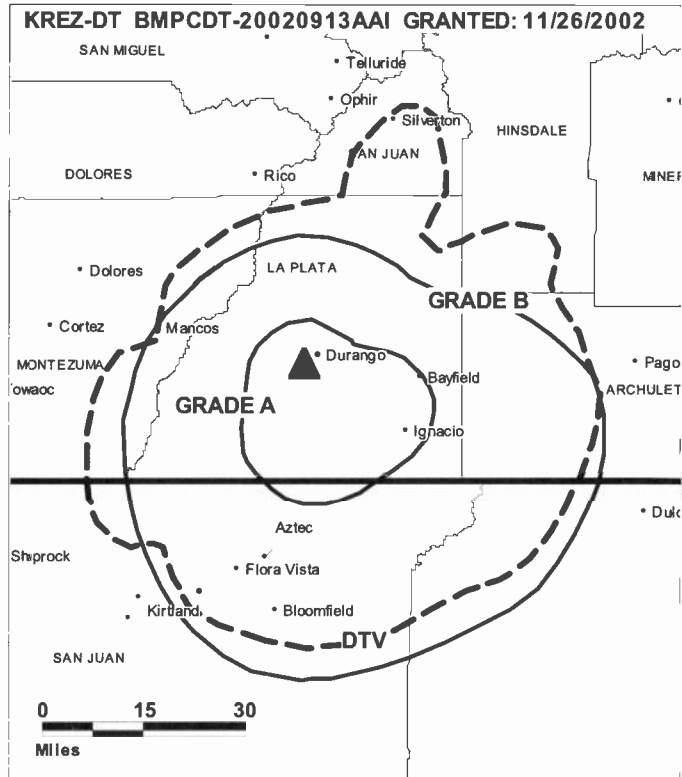 KREZ-DT BMPCDT-20020913AAI GRANTED: 11/26/2002
SAN MIGUEL
Telluride
Ophir
Silverton
HINSDALE
AN JUAN
DOLORES
Rico
MINER
LA PLATA
Dolores
GRADE B
Cortez
Mancos
MONTEZUMA
Durango
Pago
owaoc
Bayfield
ARCHULET
GRADE A
Ignacio
Dulc
Aztec
Shiprock
Flora Vista
Kirtland
Bloomfield
DTV
SAN JUAN
0 15 30
Miles